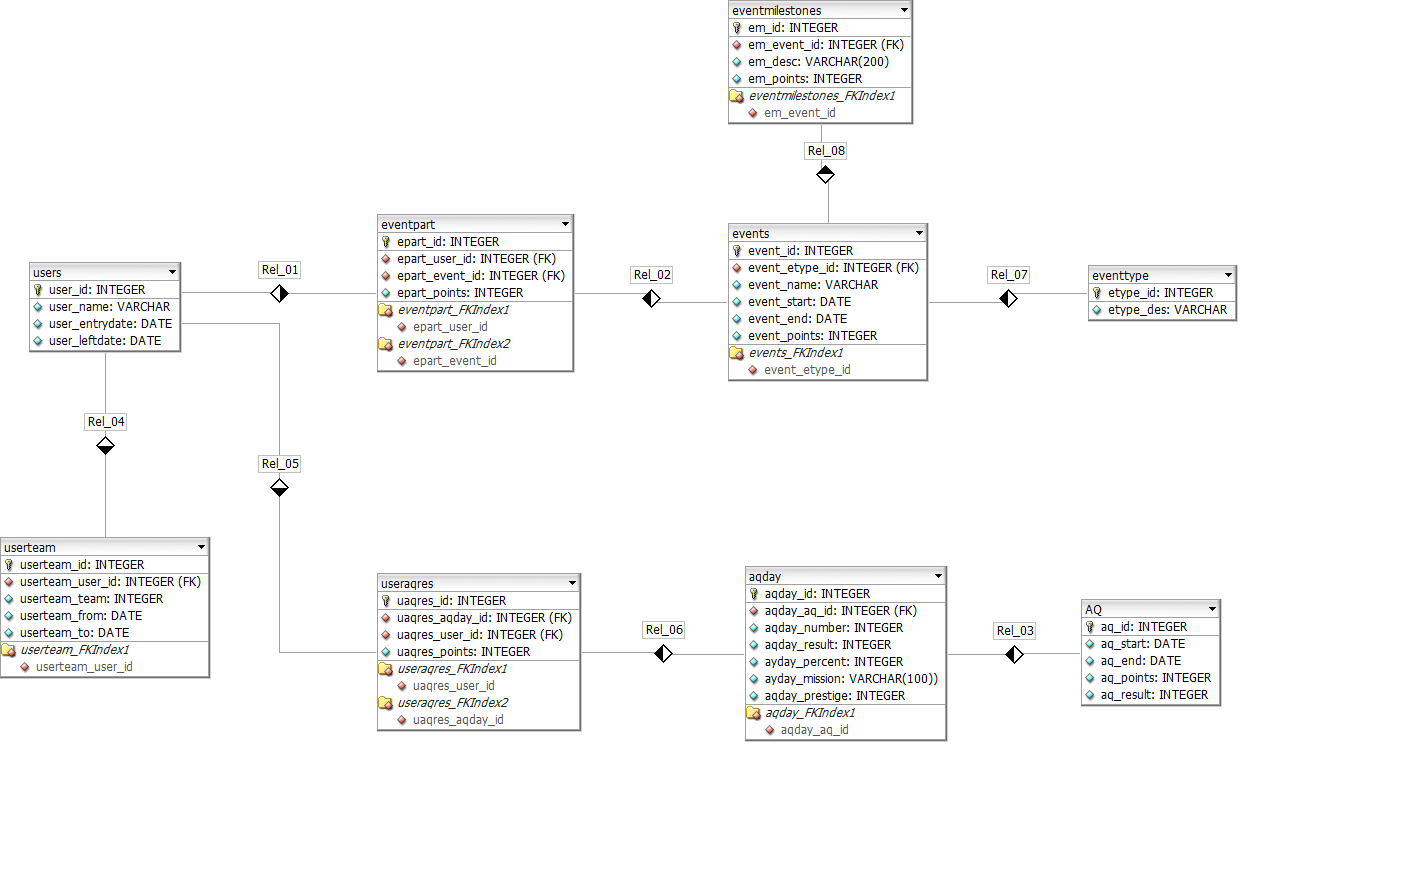 eventmilestones
em_id: INTEGER
em_event_id: INTEGER (FK)
em_desc: VARCHAR(200)
em_points: INTEGER
eventmilestones_FKIndex1
em_event_id
Rel_08
eventpart
epart_id: INTEGER
epart_user_id: INTEGER (FK)
epart_event_id: INTEGER (FK)
epart_points: INTEGER
eventpart_FKIndex1
epart_user_id
eventpart_FKIndex2
epart_event_id
events
event_id: INTEGER
event_etype_id: INTEGER (FK)
event_name: VARCHAR
event_start: DATE
event_end: DATE
event_points: INTEGER
events_FKIndex1
event_etype_id
users
user_id: INTEGER
user_name: VARCHAR
user_entrydate: DATE
user_leftdate: DATE
Rel_01
Rel_02
Rel_07
eventtype
etype_id: INTEGER
etype_des: VARCHAR
Rel_04
Rel_05
userteam
userteam_id: INTEGER
userteam_user_id: INTEGER (FK)
userteam_team: INTEGER
userteam_from: DATE
userteam_to: DATE
userteam_FKIndex1
userteam_user_id
useraqres
uaqres_id: INTEGER
uaqres_aqday_id: INTEGER (FK)
uaqres_user_id: INTEGER (FK)
uaqres_points: INTEGER
useraqres_FKIndex1
uaqres_user_id
useraqres_FKIndex2
uaqres_aqday_id
Rel_06
aqday
aqday_id: INTEGER
aqday_aq_id: INTEGER (FK)
aqday_number: INTEGER
aqday_result: INTEGER
ayday_percent: INTEGER
ayday_mission: VARCHAR(100))
aqday_prestige: INTEGER
aqday_FKIndex1
aqday_aq_id
Rel_03
AQ
aq_id: INTEGER
aq_start: DATE
aq_end: DATE
aq_points: INTEGER
aq_result: INTEGER